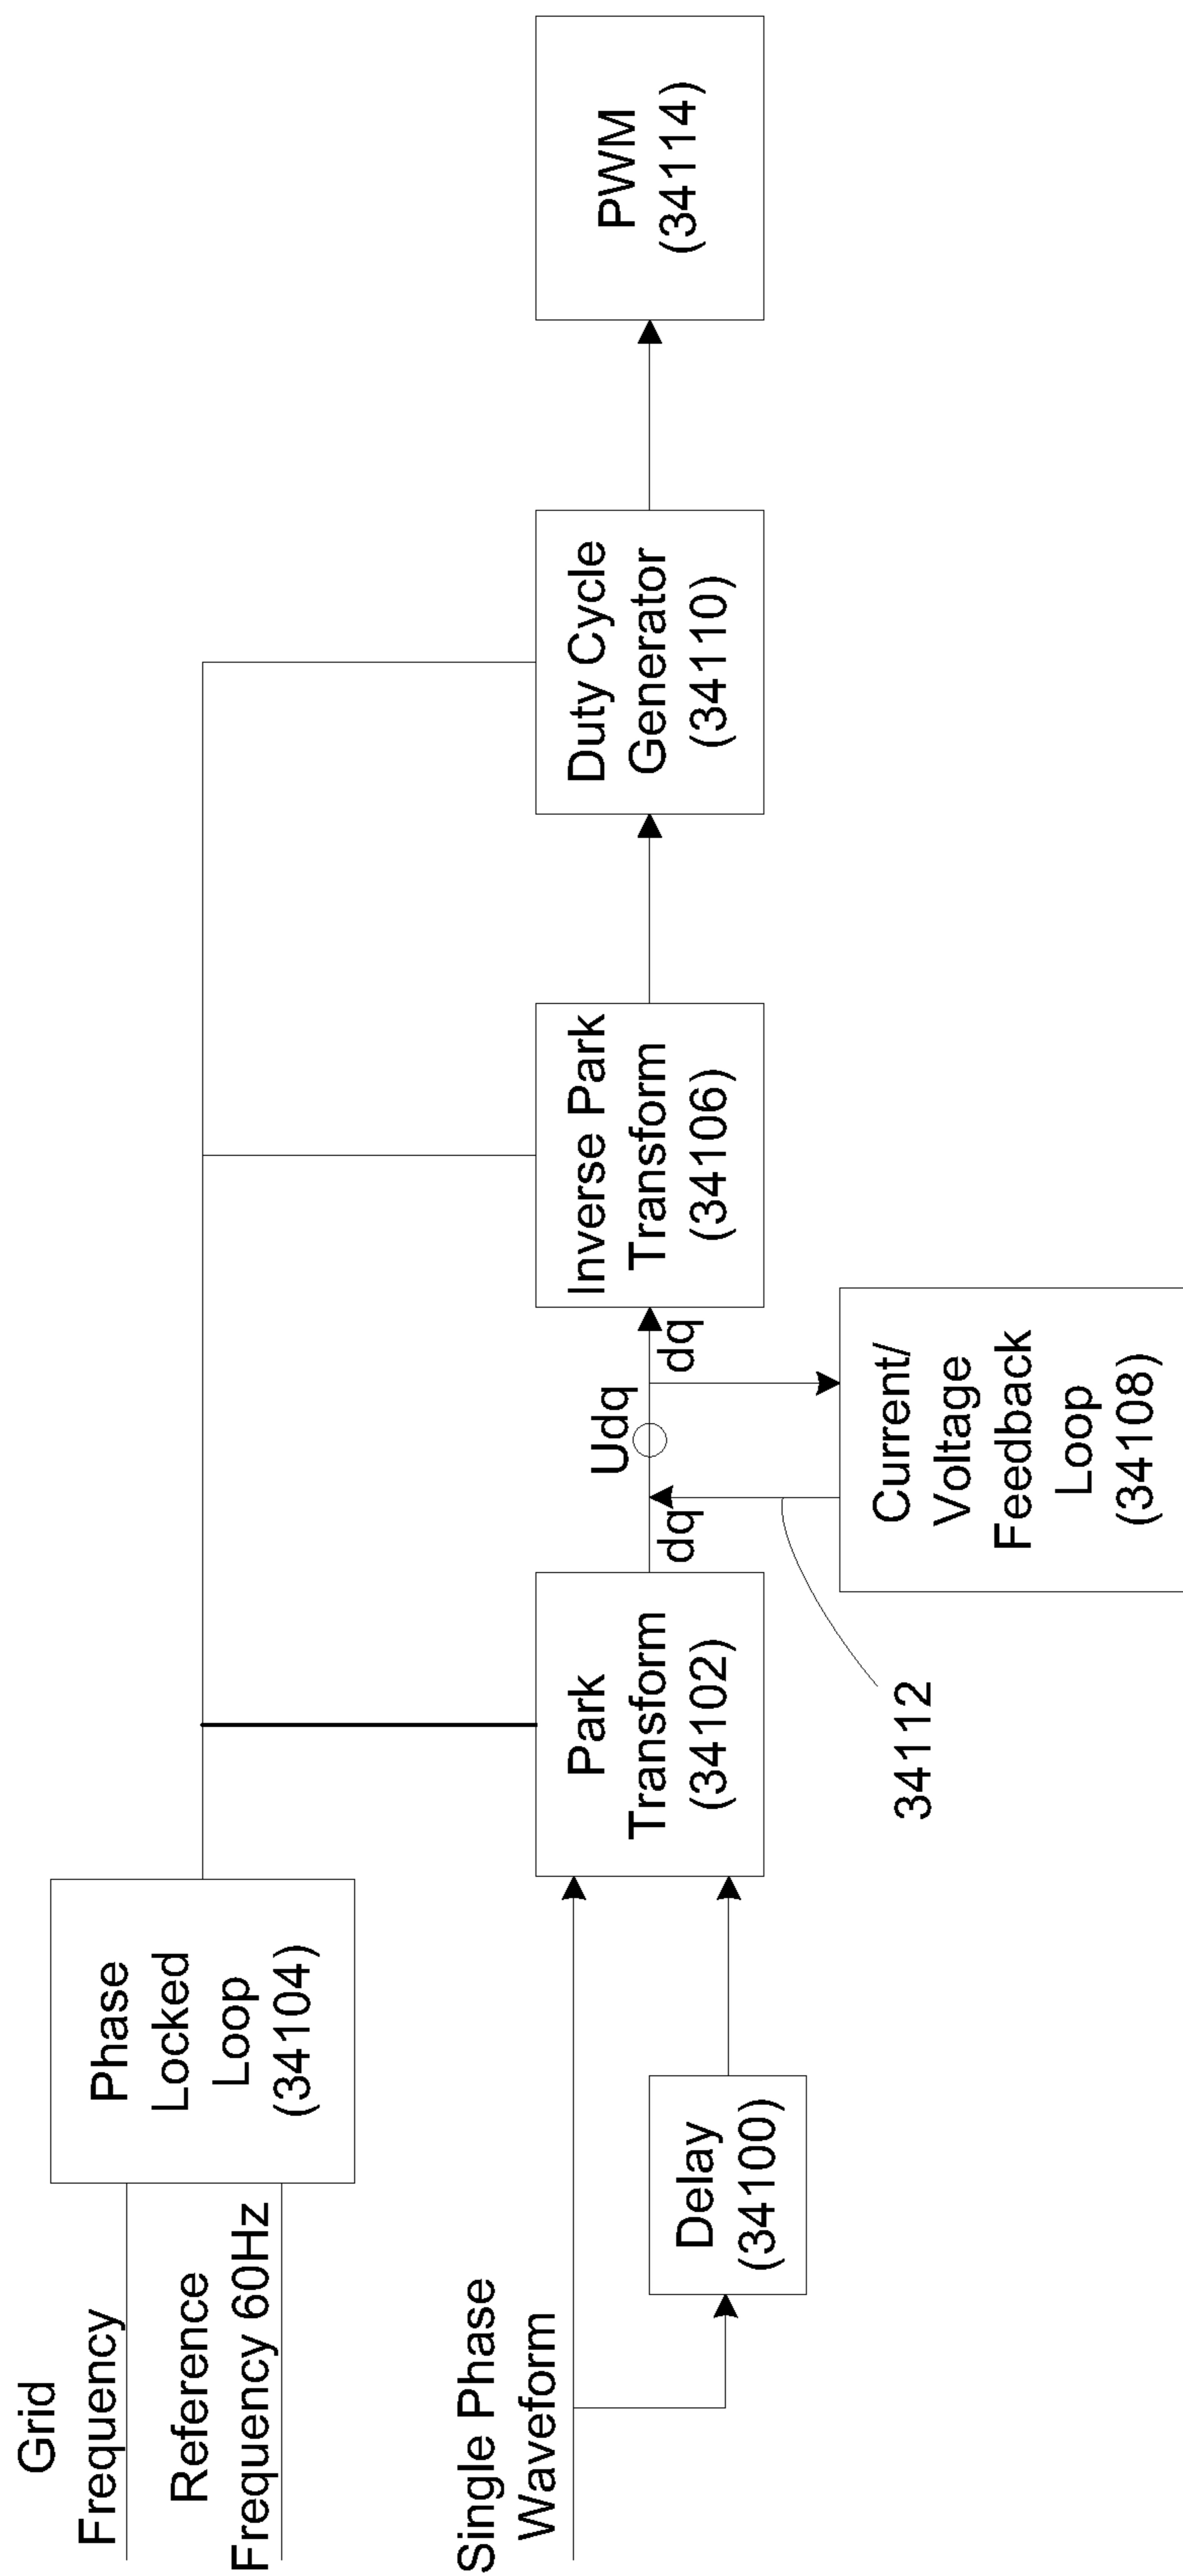 Grid
Frequency
Reference
Frequency 60Hz
Phase
Locked
Loop
(34104)
Single Phase
Waveform
Delay
(34100)
Park
Transform
(34102)
dq
Udq
dq
34112
Current/
Voltage
Feedback
Loop
(34108)
Inverse Park
Transform
(34106)
Duty Cycle
Generator
(34110)
PWM
(34114)